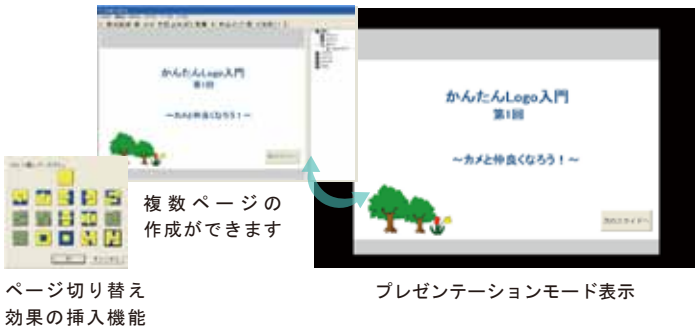 かんたんLogo入門
第1回
～カメと仲良くなろう！～
かんたんLogo入門
第1回
～カメと仲良くなろう！～
次のスライドへ
複数ページの
作成ができます
ページ切り替え
効果の挿入機能
プレゼンテーションモード表示